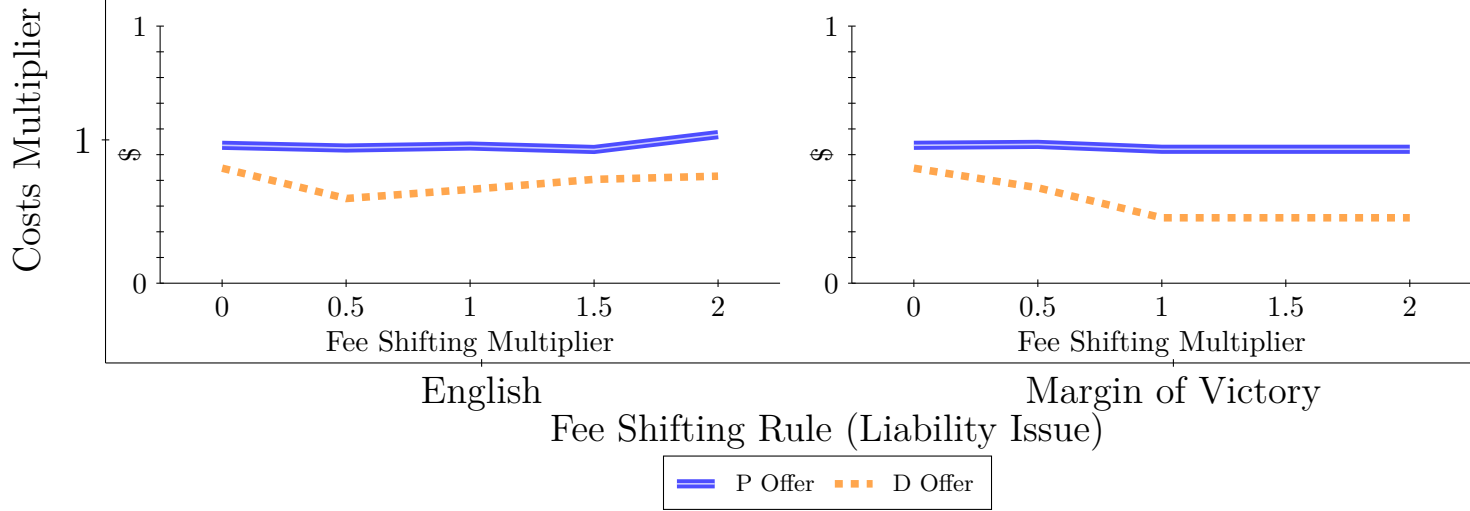 Costs Multiplier
1
$
1
0
0 0.5 1 1.5 2
Fee Shifting Multiplier
English
$
1
0
0 0.5 1 1.5 2
Fee Shifting Multiplier
Margin of Victory
Fee Shifting Rule (Liability Issue)
P Offer D Offer